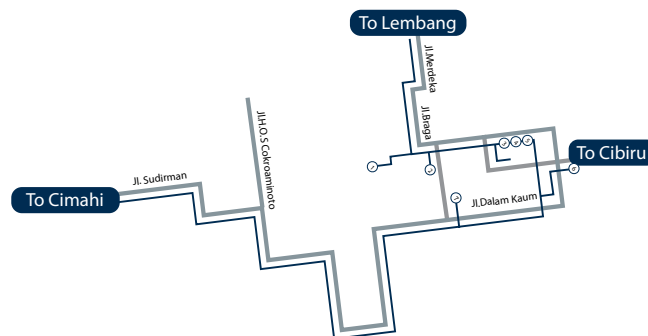 To Lembang
Jl.Merdeka
Jl.Braga
Jl.H.O.S Cokroaminoto
To Cibiru
Jl. Sudirman
To Cimahi
Jl.Dalam Kaum